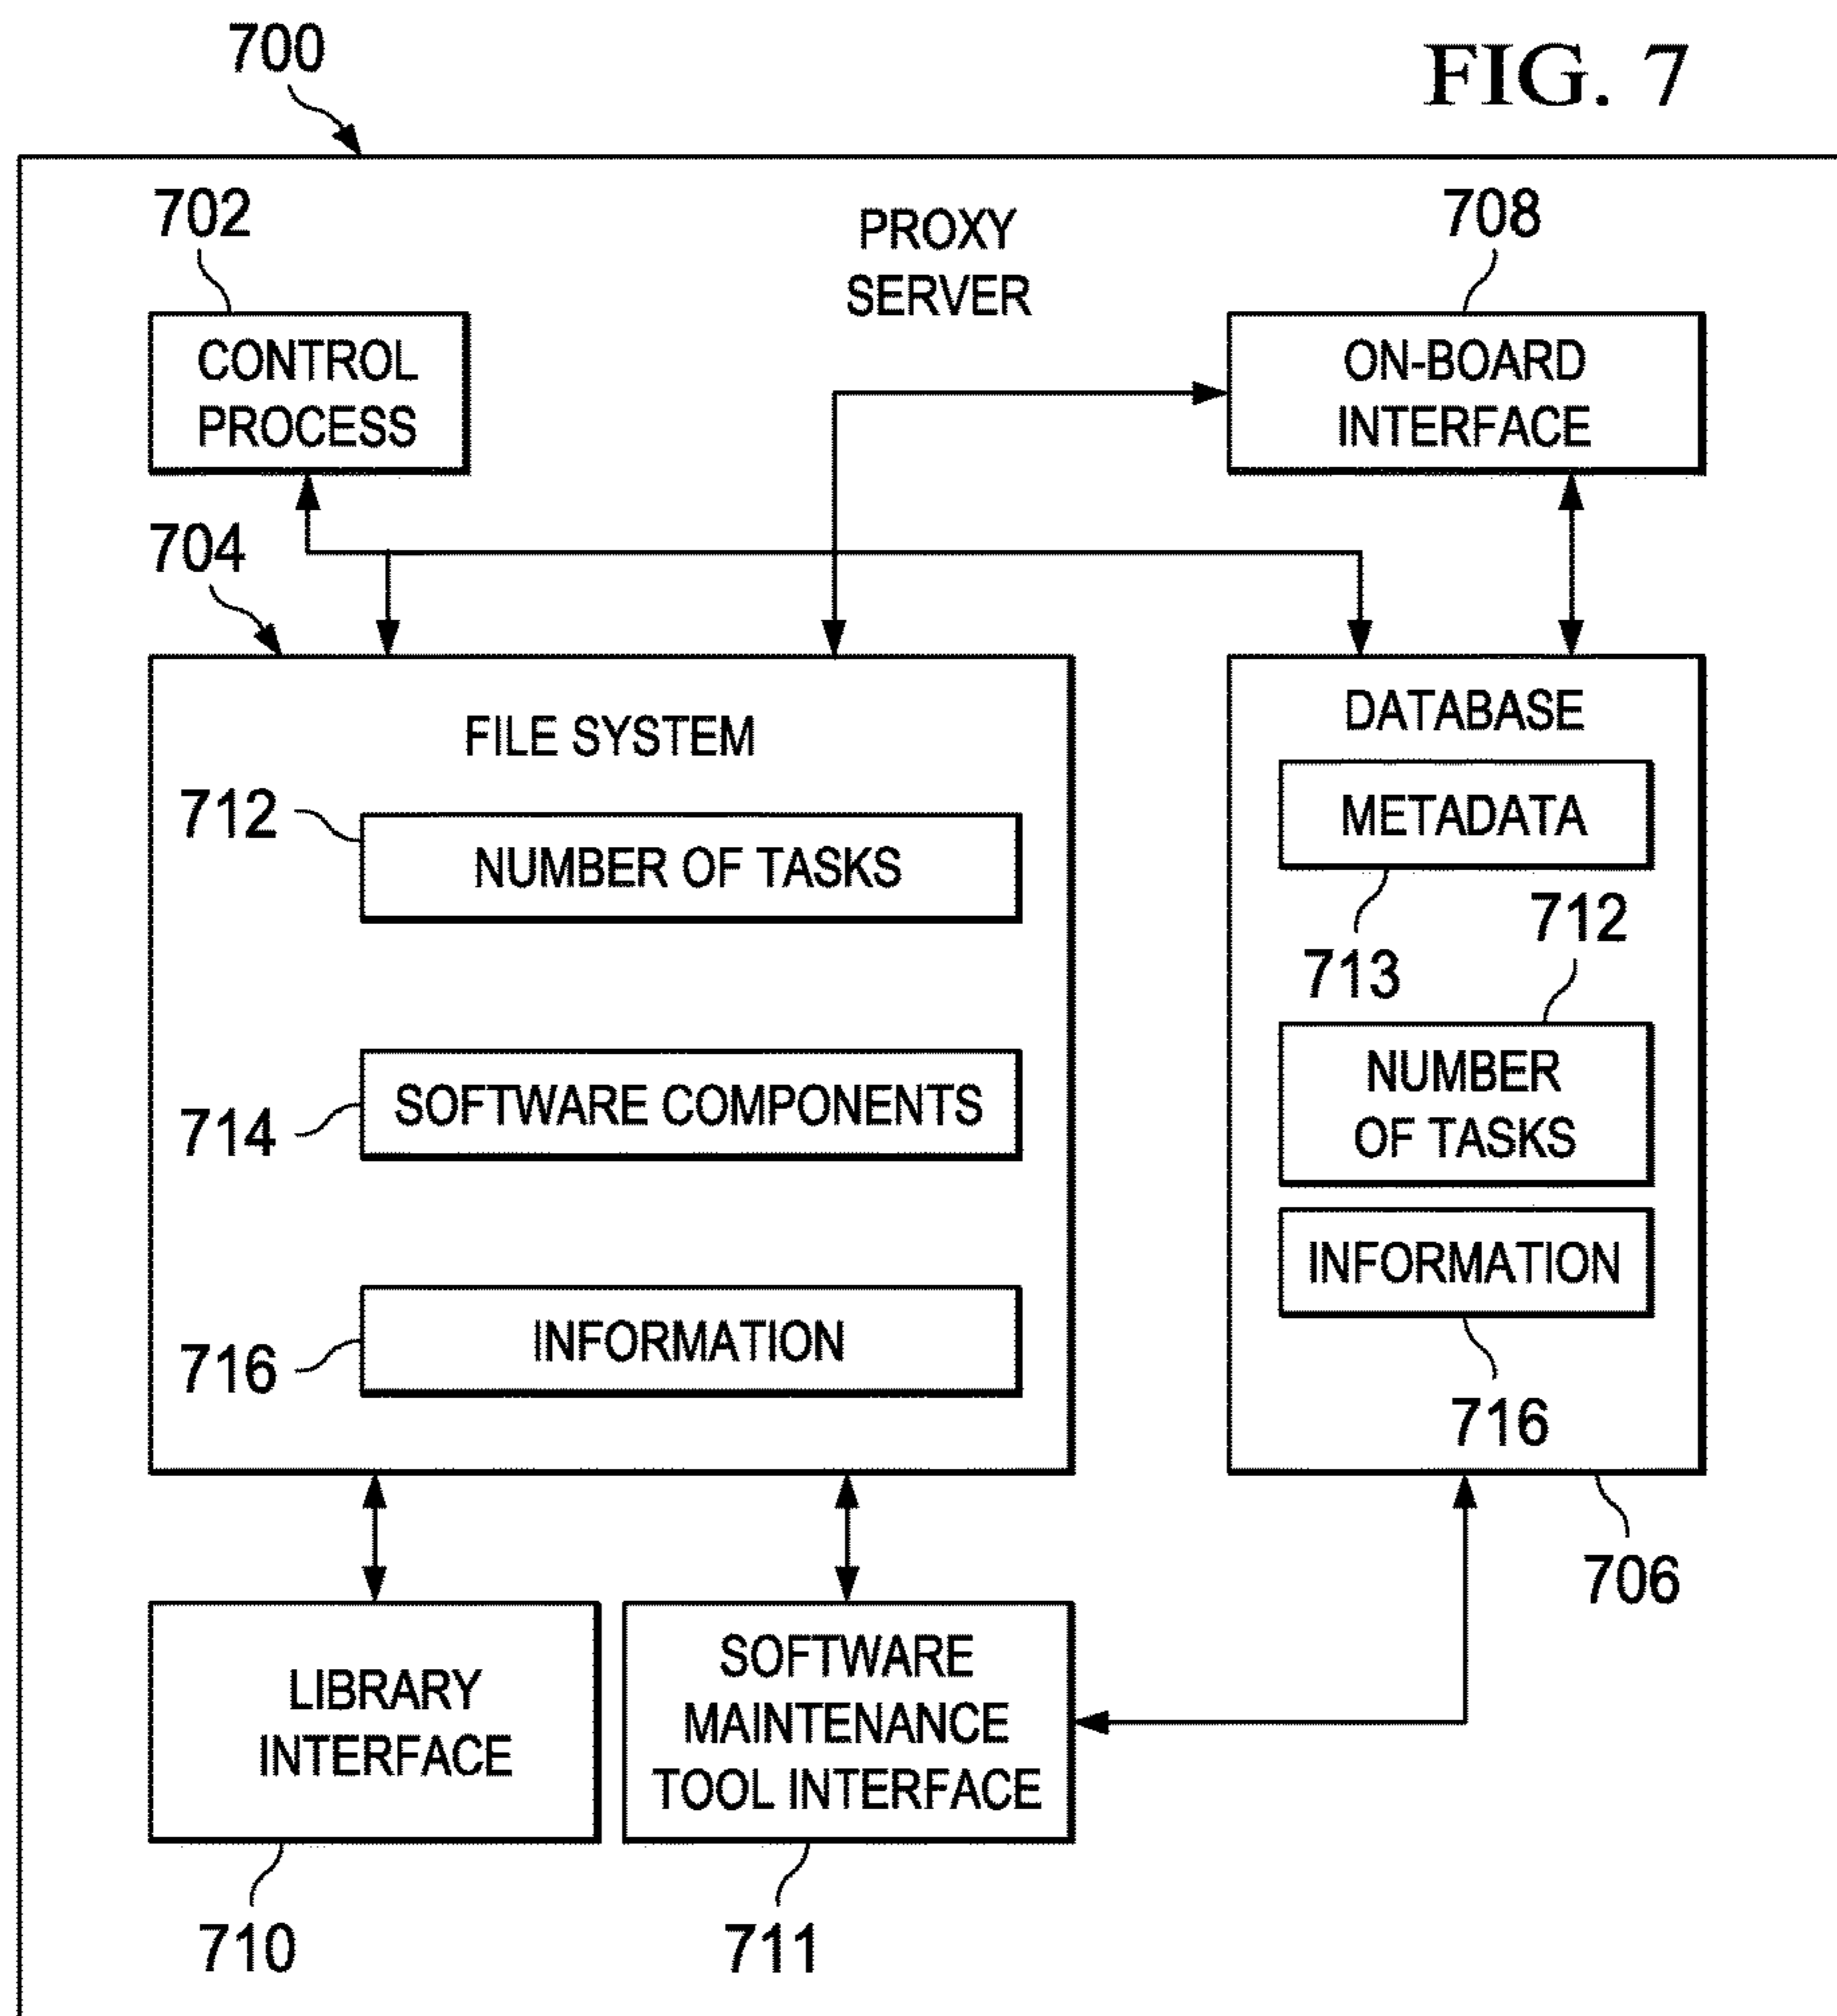 700
FIG. 7
702
PROXY
SERVER
708
CONTROL
PROCESS
ON-BOARD
INTERFACE
704
FILE SYSTEM
712
NUMBER OF TASKS
714
SOFTWARE COMPONENTS
716
INFORMATION
DATABASE
METADATA
713
712
NUMBER
OF TASKS
INFORMATION
716
706
LIBRARY
INTERFACE
710
SOFTWARE
MAINTENANCE
TOOL INTERFACE
711